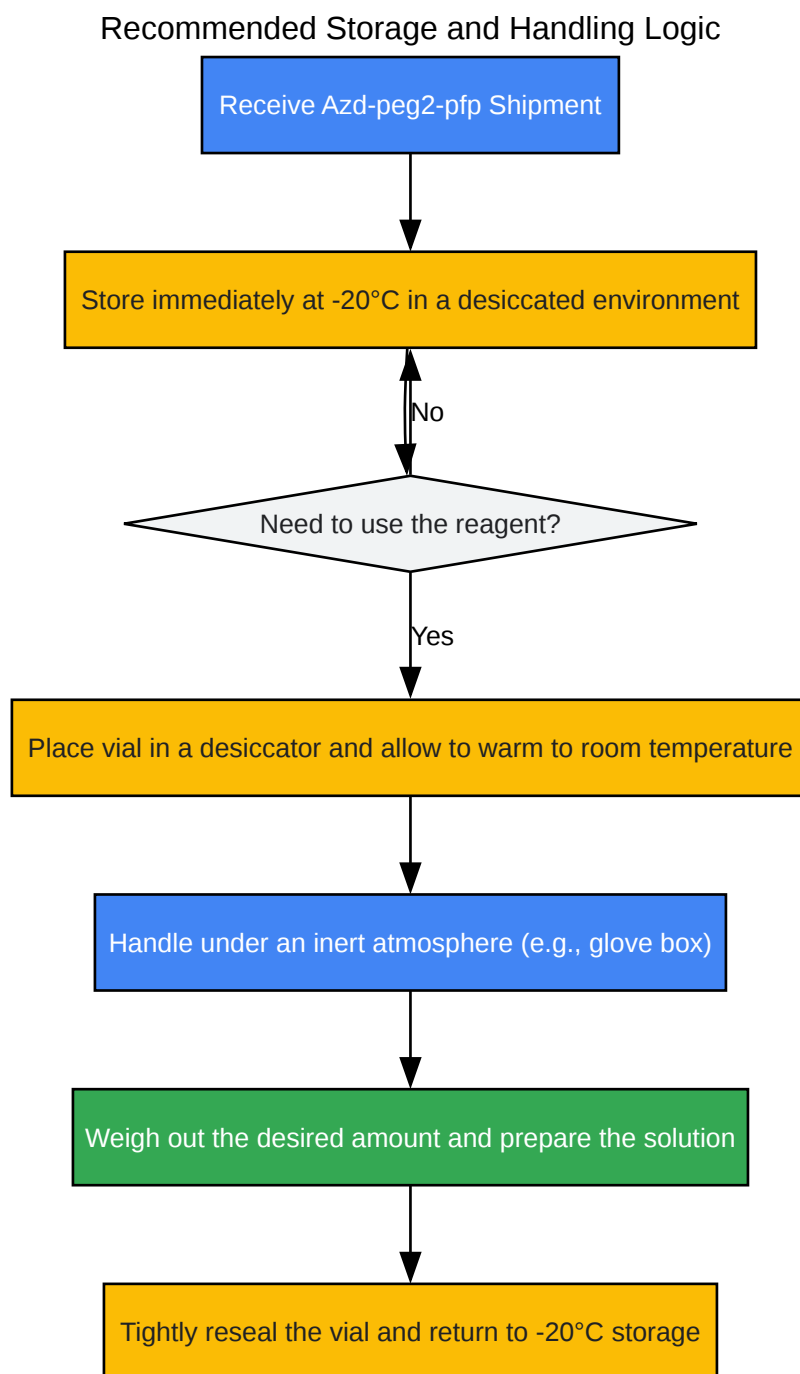 Recommended Storage and Handling Logic
Receive Azd-peg2-pfp Shipment
Store immediately at -20°C in a desiccated environment
No
Need to use the reagent?
Yes
Place vial in a desiccator and allow to warm to room temperature
Handle under an inert atmosphere (e.g., glove box)
Weigh out the desired amount and prepare the solution
Tightly reseal the vial and return to -20°C storage